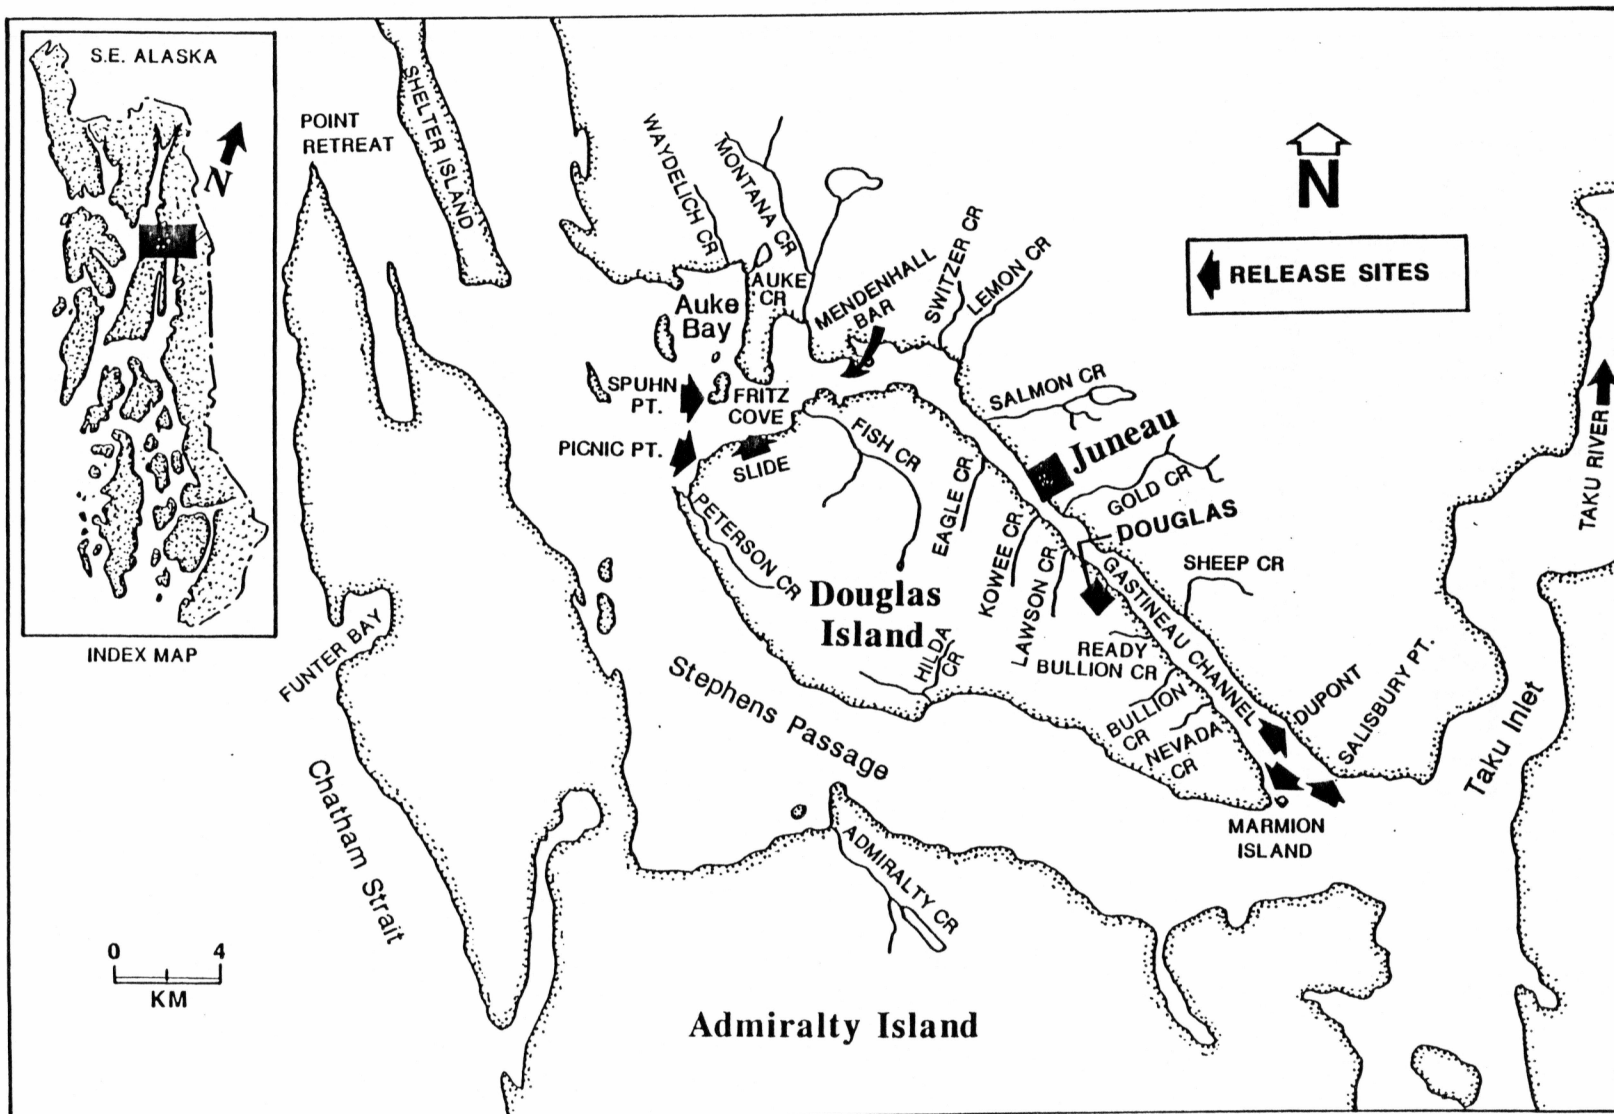 S.E. ALASKA
N
INDEX MAP
POINT
RETREAT
SHELTER ISLAND
WAYDELICH CR
MONTANA CR
AUKE
CR
Auke
Bay
MENDENHALL
BAR
SWITZER CR
LEMON CR
N
RELEASE SITES
SPUHN
PT.
FRITZ
COVE
PICNIC PT.
SLIDE
FISH CR
SALMON CR
Juneau
GOLD CR
DOUGLAS
EAGLE CR
KOWEE CR
LAWSON CR
PETERSON CR
Douglas
Island
HILDA
CR
SHEEP CR
GASTINEAU CHANNEL
READY
BULLION CR
BULLION
CR
NEVADA
CR
DUPONT
SALISBURY PT.
TAKU RIVER
Taku Inlet
MARMION
ISLAND
FUNTER BAY
Stephens Passage
Chatham Strait
ADMIRALTY CR
Admiralty Island
0 4
KM